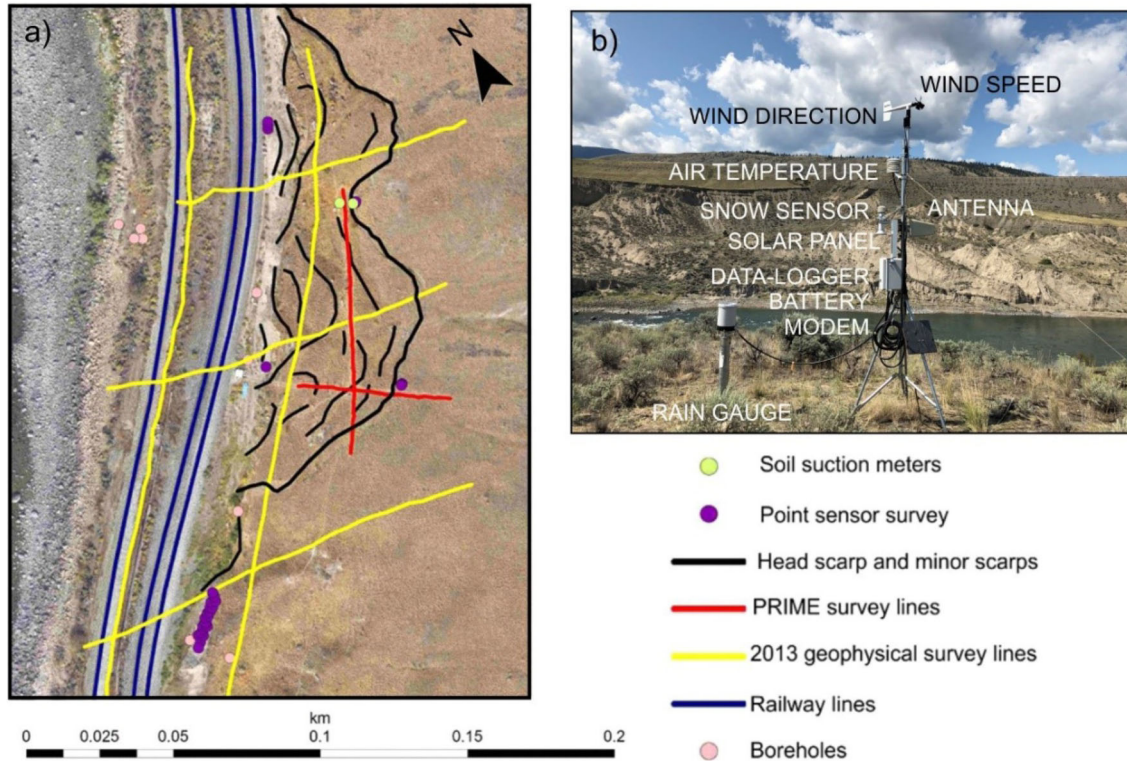 a)
N
b)
WIND SPEED
WIND DIRECTION
AIR TEMPERATURE
SNOW SENSOR
ANTENNA
SOLAR PANEL
DATA-LOGGER
BATTERY
MODEM
RAIN GAUGE
Soil suction meters
Point sensor survey
Head scarp and minor scarps
PRIME survey lines
2013 geophysical survey lines
Railway lines
Boreholes
km
0 0.025 0.05 0.1 0.15 0.2